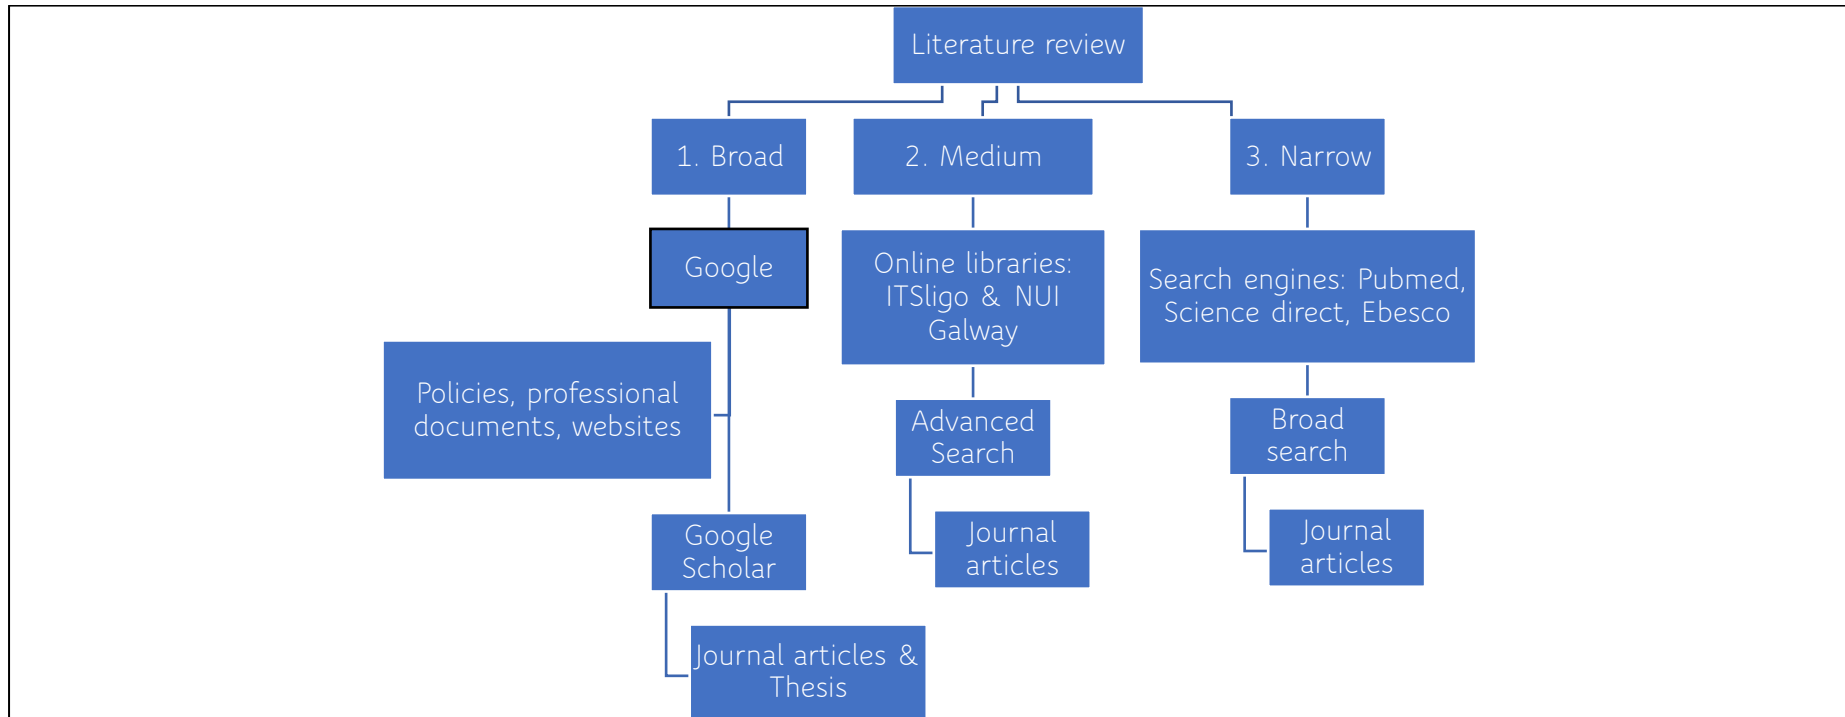 Literature review
1. Broad
2. Medium
3. Narrow
Google
Online libraries:
ITSligo & NUI
Galway
Search engines: Pubmed,
Science direct, Ebesco
Policies, professional
documents, websites
Advanced
Search
Broad
search
Google
Scholar
Journal
articles
Journal
articles
Journal articles &
Thesis